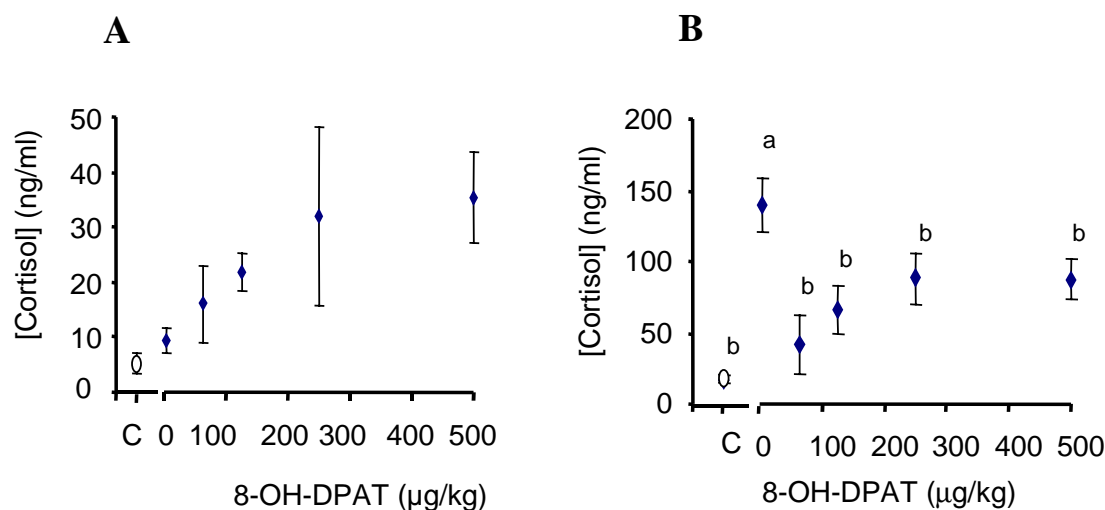 A
[Cortisol] (ng/ml)
50
40
30
20
10
0
C 0 100 200 300 400 500
8-OH-DPAT (µg/kg)
B
[Cortisol] (ng/ml)
200
150
100
50
0
a
b
b
b
b
b
C 0 100 200 300 400 500
8-OH-DPAT (µg/kg)